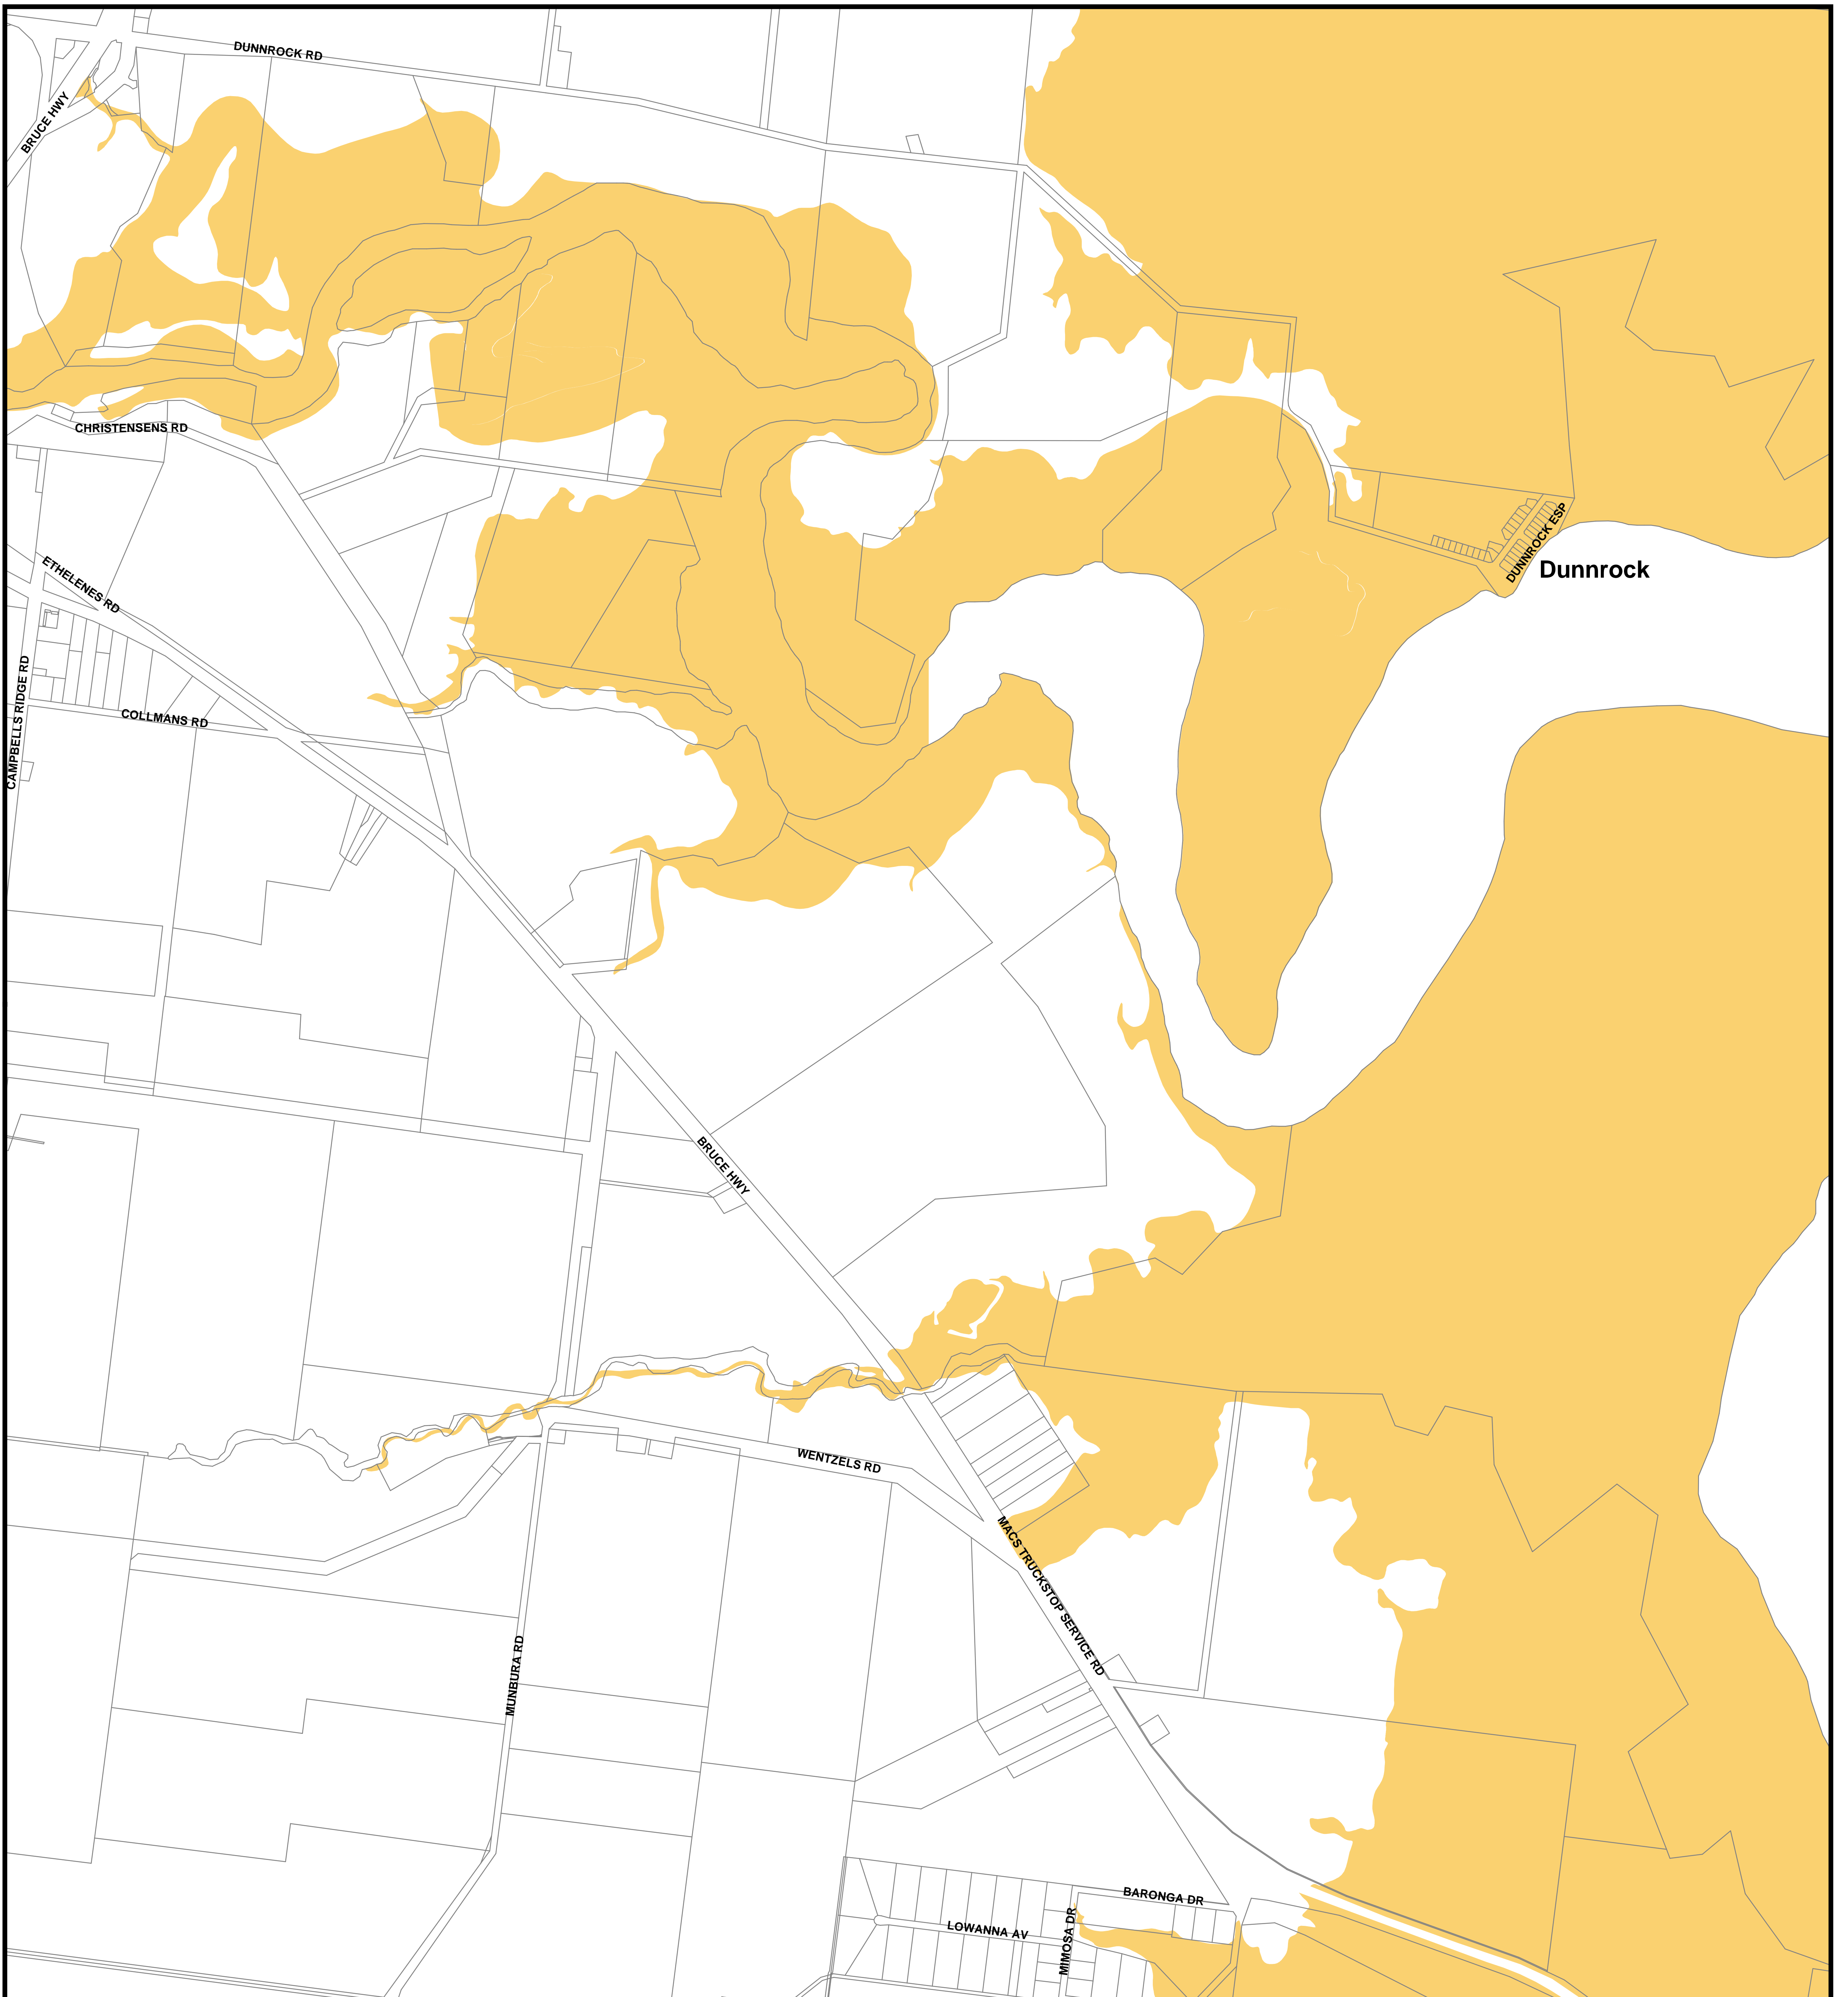 DUNNROCK RD
BRUCE HWY
CHRISTENSENS RD
DUNNROCK ESP
Dunnrock
ETHELENES RD
CAMPBELLS RIDGE RD
COLLMANS RD
BRUCE HWY
WENTZELS RD
MACS TRUCKSTOP SERVICE RD
MUNBURA RD
BARONGA DR
LOWANNA AV
MIMOSA DR